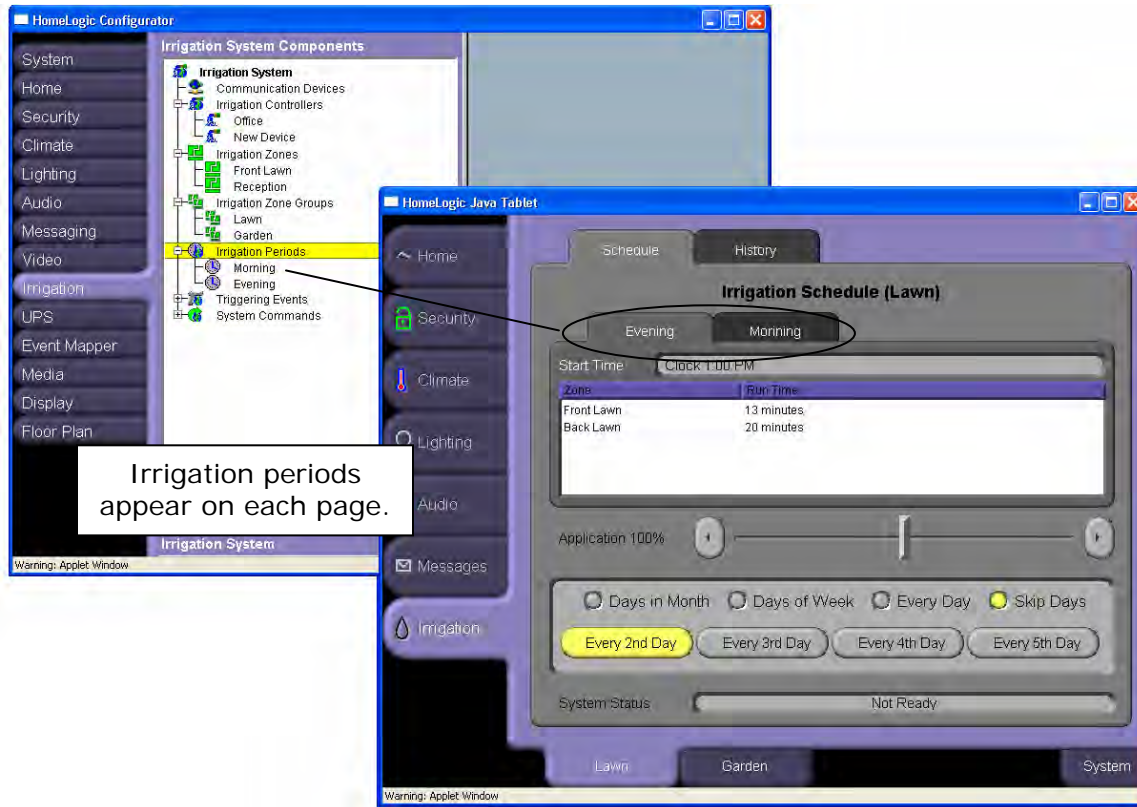 HomeLogic Configurator
System
Home
Security
Climate
Lighting
Audio
Messaging
Video
Irrigation
UPS
Event Mapper
Media
Display
Floor Plan
Irrigation System Components
Irrigation System
Communication Devices
Irrigation Controllers
Office
New Device
Irrigation Zones
Front Lawn
Reception
Irrigation Zone Groups
Lawn
Garden
Irrigation Periods
Morning
Evening
Triggering Events
System Commands
Irrigation System
Warning: Applet Window
Irrigation periods
appear on each page.
HomeLogic Java Tablet
Home
Security
Climate
Lighting
Audio
Messages
Irrigation
Schedule History
Irrigation Schedule (Lawn)
Evening Morining
Start Time Clock 1:00 PM
Zone Run Time
Front Lawn 13 minutes
Back Lawn 20 minutes
Application 100%
Days in Month Days of Week Every Day Skip Days
Every 2nd Day Every 3rd Day Every 4th Day Every 5th Day
System Status Not Ready
Lawn Garden System
Warning: Applet Window